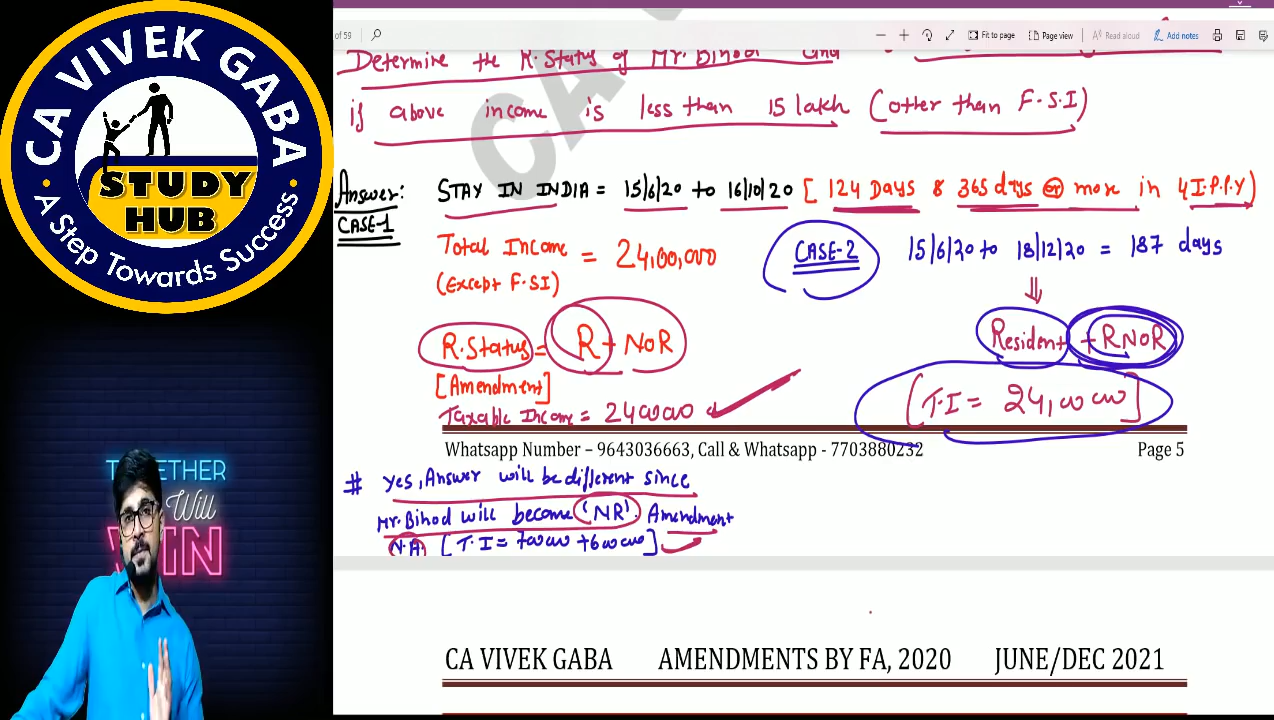 CA VIVEK GABA
STUDY
HUB
A Step Towards Success
of 59
Fit to page
Page view
Read aloud
Add notes
Determine the R.Status of Mr. Bihod and
if above income is less than 15 lakh (other than F.S.I)
Answer:
CASE-1
STAY IN INDIA = 15/6/20 to 16/10/20 [124 Days & 365 days or more in 4 I.P.P.Y)
Total Income = 24,00,000
(Except F.SI)
CASE-2
15/6/20 to 18/12/20 = 187 days
⇓
R.Status = R + NOR
Resident + RNOR
[Amendment]
[T.I = 24,00,000]
Taxable Income = 2400000
Whatsapp Number – 9643036663, Call & Whatsapp - 7703880232
Page 5
# Yes, Answer will be different since
Mr. Bihod will become 'NR'. Amendment
N.A. [T.I = 700000 + 600000]
TOGETHER
Will
WIN
CA VIVEK GABA AMENDMENTS BY FA, 2020 JUNE/DEC 2021